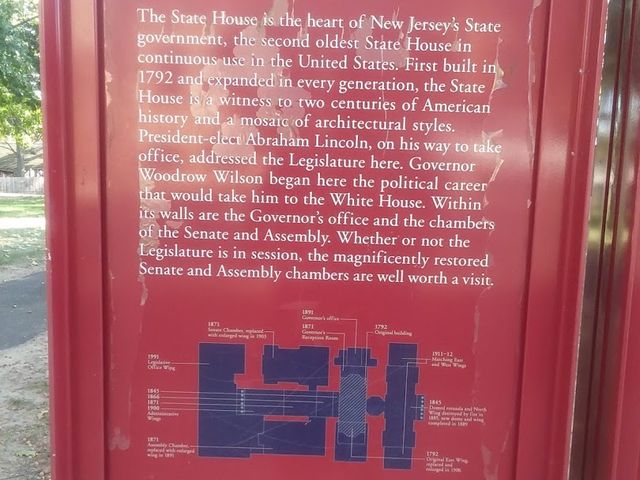 The State House is the heart of New Jersey's State
government, the second oldest State House in
continuous use in the United States. First built in
1792 and expanded in every generation, the State
House is a witness to two centuries of American
history and a mosaic of architectural styles.
President-elect Abraham Lincoln, on his way to take
office, addressed the Legislature here. Governor
Woodrow Wilson began here the political career
that would take him to the White House. Within
its walls are the Governor's office and the chambers
of the Senate and Assembly. Whether or not the
Legislature is in session, the magnificently restored
Senate and Assembly chambers are well worth a visit.
1891
Governor's office
1871
Senate Chamber, replaced
with enlarged wing in 1903
1871
Governor's
Reception Room
1792
Original building
1991
Legislative
Office Wing
1911-12
Matching East
and West Wings
1845
1866
1871
1900
Administrative
Wings
1845
Domed rotunda and North
Wing destroyed by fire in
1885, new dome and wing
completed in 1889
1871
Assembly Chamber,
replaced with enlarged
wing in 1891
1792
Original East Wing,
replaced and
enlarged in 1906